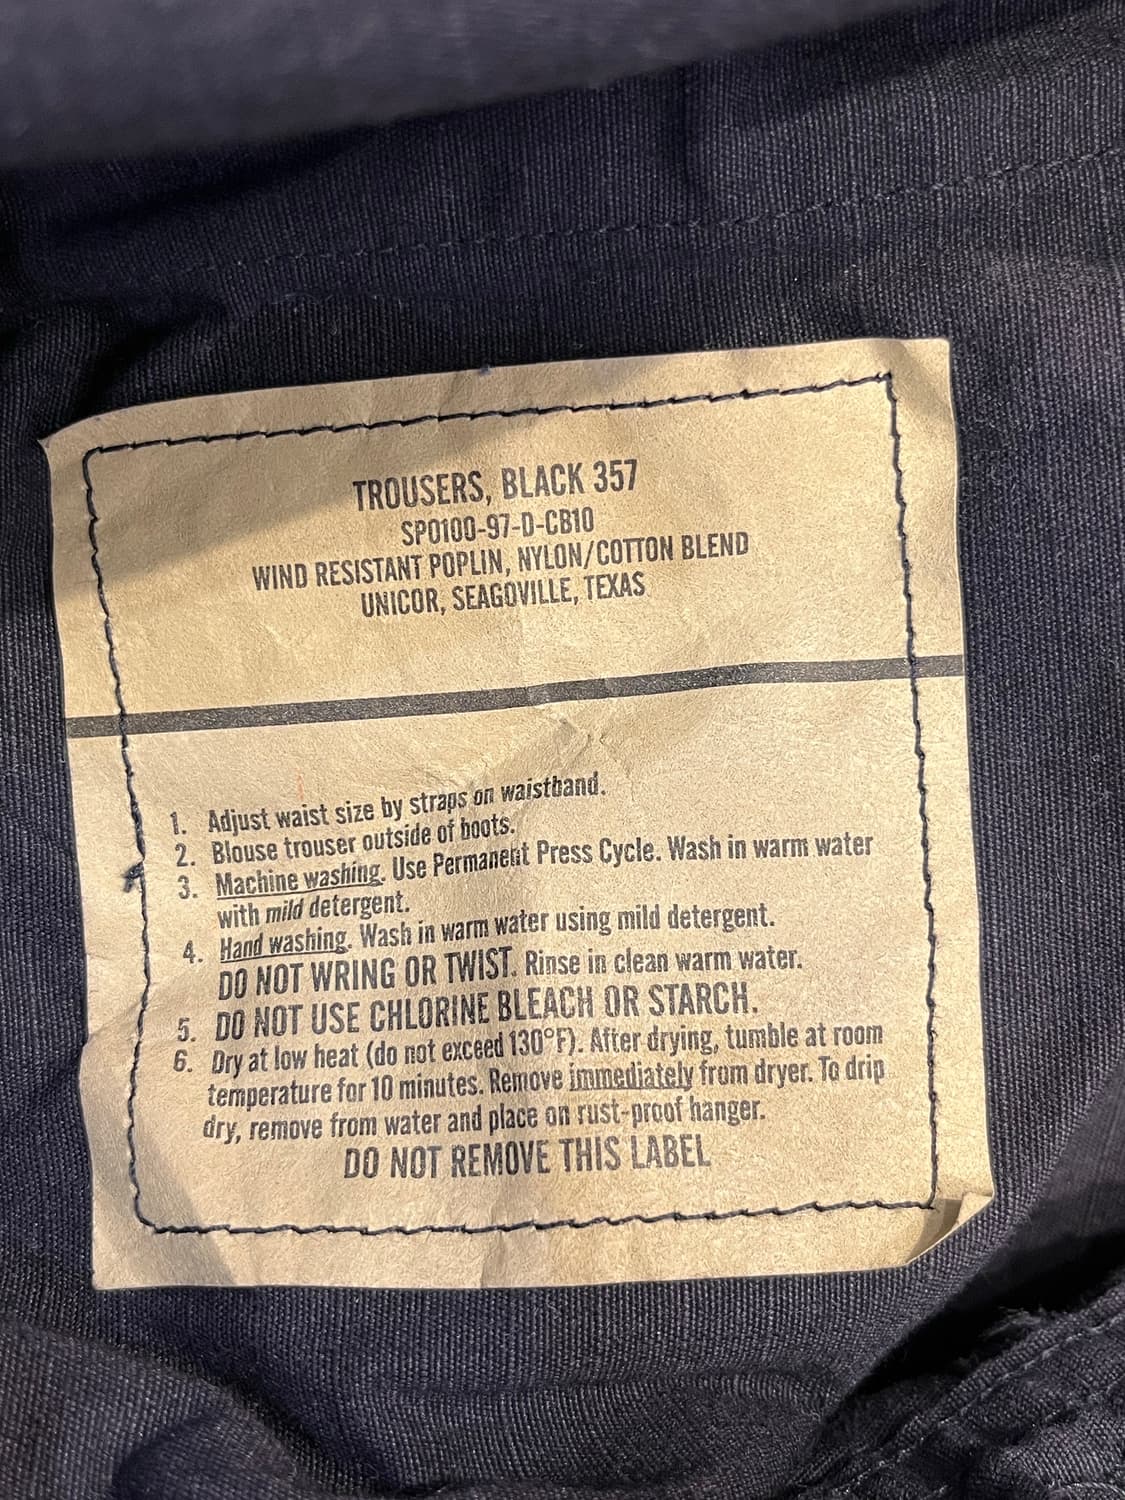 TROUSERS, BLACK 357
SP0100-97-D-CB10
WIND RESISTANT POPLIN, NYLON/COTTON BLEND
UNICOR, SEAGOVILLE, TEXAS
1. Adjust waist size by straps on waistband.
2. Blouse trouser outside of boots.
3. Machine washing. Use Permanent Press Cycle. Wash in warm water
with mild detergent.
4. Hand washing. Wash in warm water using mild detergent.
DO NOT WRING OR TWIST. Rinse in clean warm water.
5. DO NOT USE CHLORINE BLEACH OR STARCH.
6. Dry at low heat (do not exceed 130°F). After drying, tumble at room
temperature for 10 minutes. Remove immediately from dryer. To drip
dry, remove from water and place on rust-proof hanger.
DO NOT REMOVE THIS LABEL